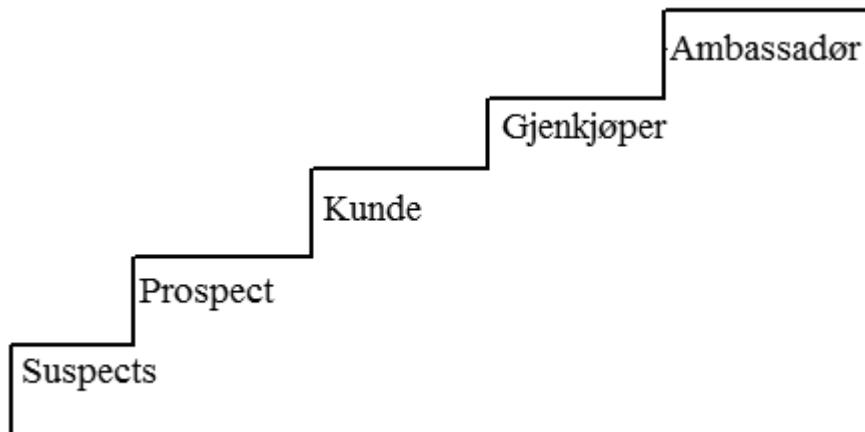 Ambassadør
Gjenkjøper
Kunde
Prospect
Suspects